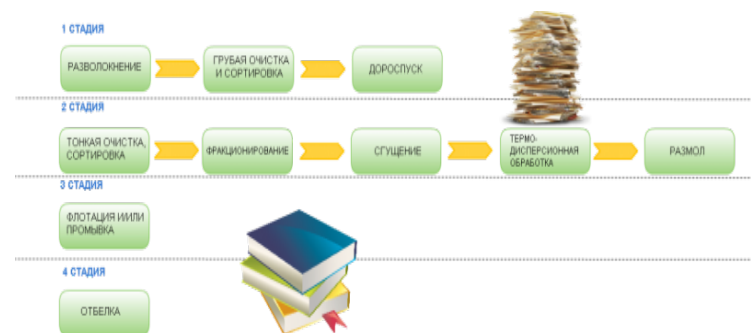 1 СТАДИЯ
РАЗВОЛОКНЕНИЕ
ГРУБАЯ ОЧИСТКА
И СОРТИРОВКА
ДОРОСПУСК
2 СТАДИЯ
ТОНКАЯ ОЧИСТКА,
СОРТИРОВКА
ФРАКЦИОНИРОВАНИЕ
СГУЩЕНИЕ
ТЕРМО-
ДИСПЕРСИОННАЯ
ОБРАБОТКА
РАЗМОЛ
3 СТАДИЯ
ФЛОТАЦИЯ И/ИЛИ
ПРОМЫВКА
4 СТАДИЯ
ОТБЕЛКА